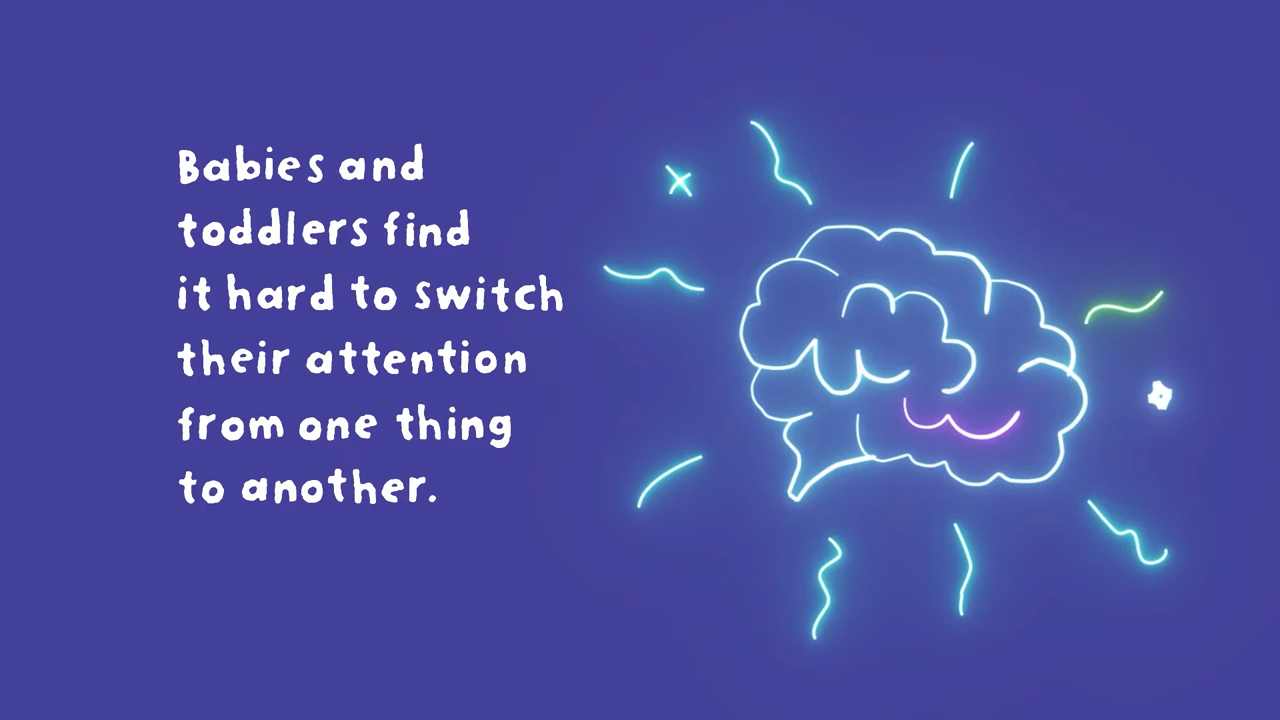 Babies and
toddlers find
it hard to switch
their attention
from one thing
to another.